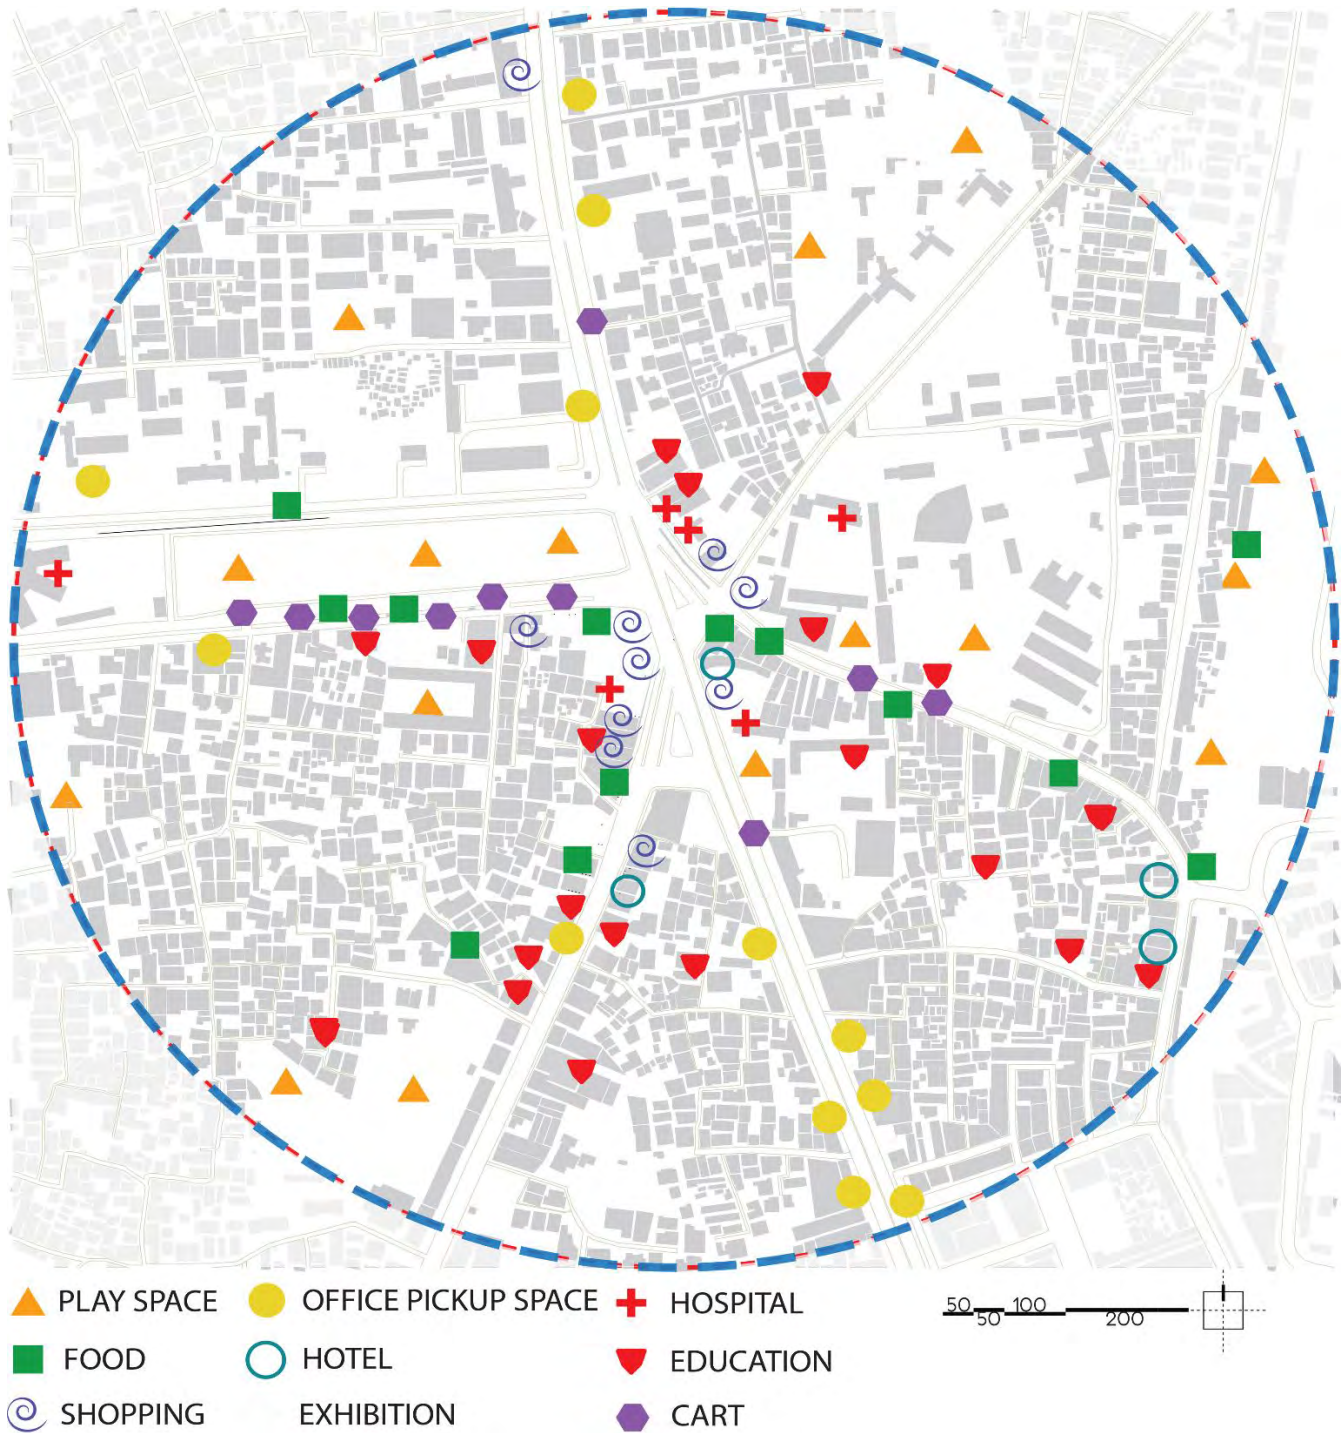 PLAY SPACE OFFICE PICKUP SPACE HOSPITAL
50 100
50 200
FOOD HOTEL EDUCATION
SHOPPING EXHIBITION CART